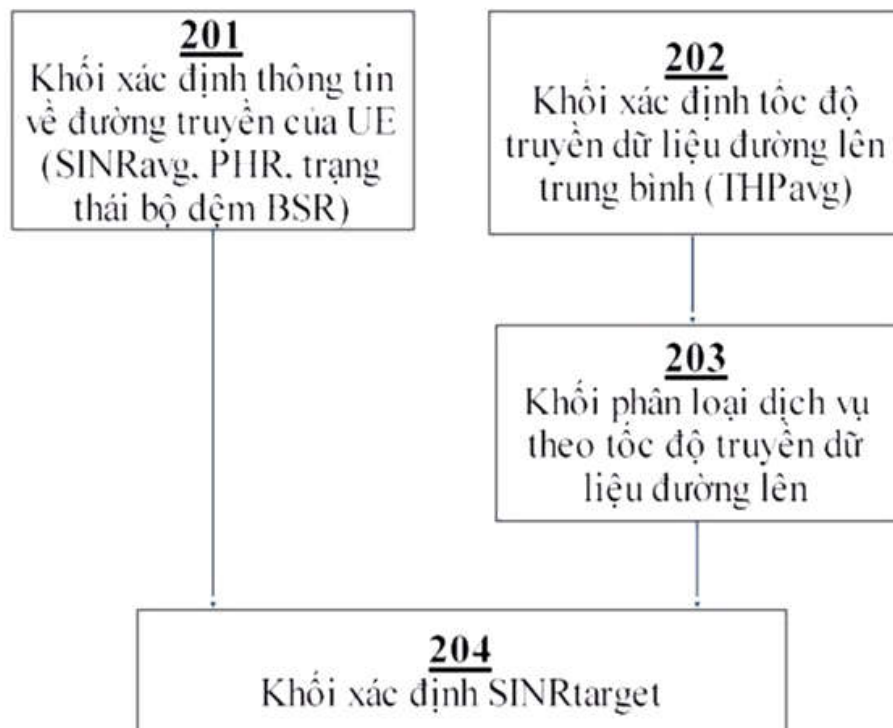 201
Khối xác định thông tin
về đường truyền của UE
(SINRavg, PHR, trạng
thái bộ đệm BSR)
202
Khối xác định tốc độ
truyền dữ liệu đường lên
trung bình (THPavg)
203
Khối phân loại dịch vụ
theo tốc độ truyền dữ
liệu đường lên
204
Khối xác định SINRtarget